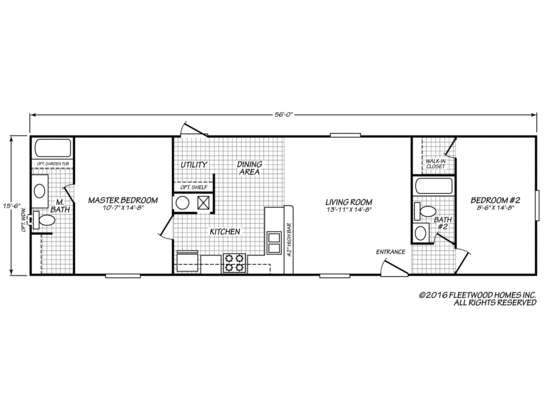 56'-0"
15'-6"
OPT. GARDEN TUB
M.
BATH
OPT. WDW.
MASTER BEDROOM
10'-7" X 14'-8"
UTILITY
OPT. SHELF
DINING
AREA
KITCHEN
42" HIGH BAR
LIVING ROOM
13'-11" X 14'-8"
ENTRANCE
WALK-IN
CLOSET
BATH
#2
BEDROOM #2
8'-6" X 14'-8"
©2016 FLEETWOOD HOMES INC.
ALL RIGHTS RESERVED